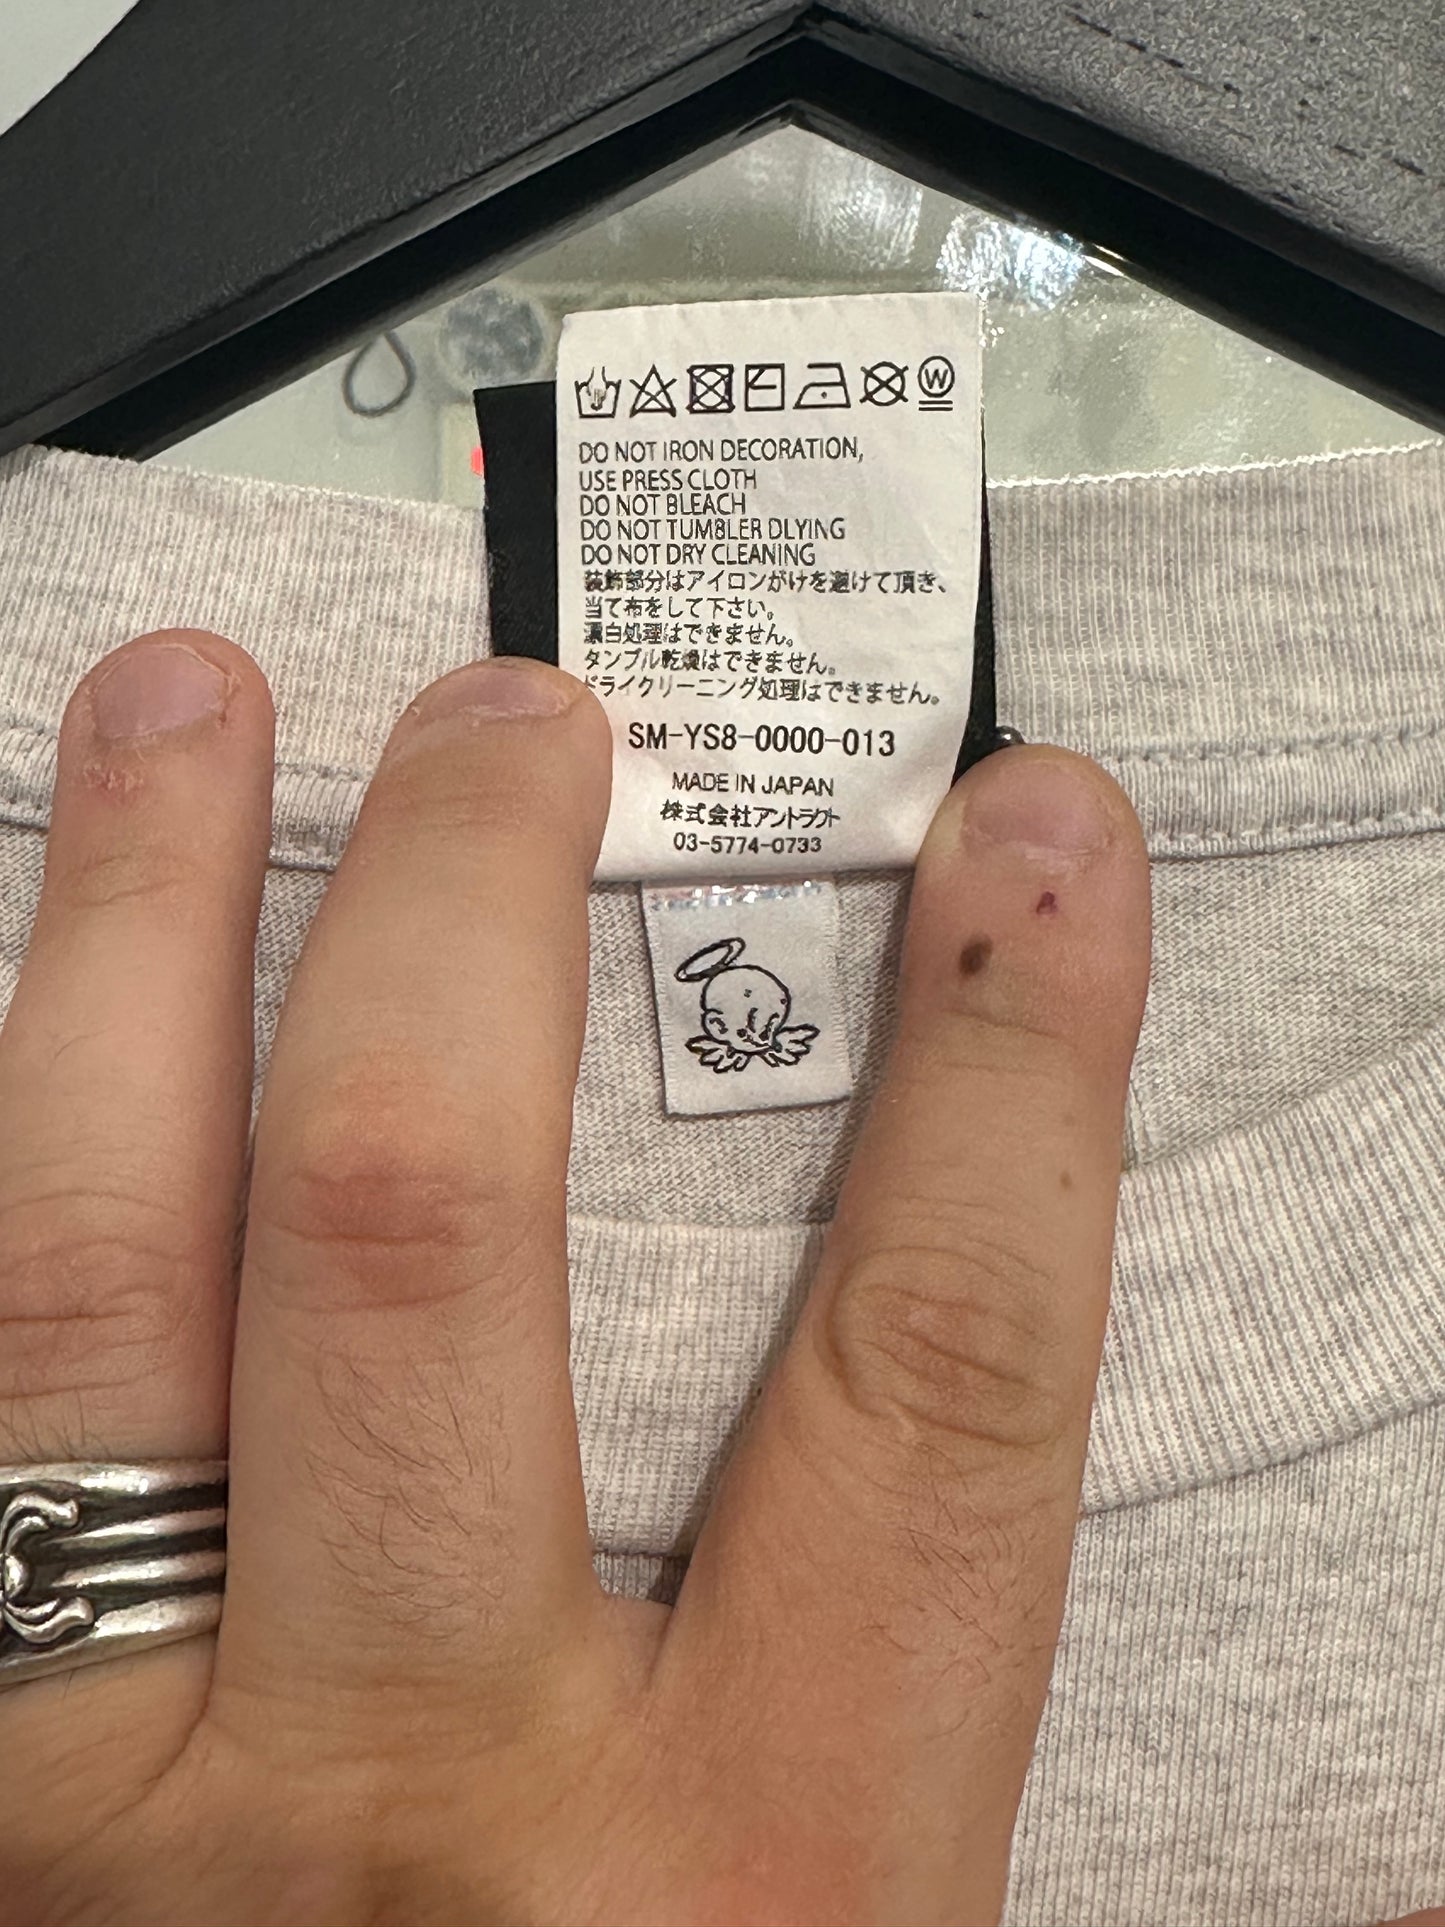 W
DO NOT IRON DECORATION,
USE PRESS CLOTH
DO NOT BLEACH
DO NOT TUMBLER DLYING
DO NOT DRY CLEANING
装飾部分はアイロンがけを避けて頂き、
当て布をして下さい。
漂白処理はできません。
タンブル乾燥はできません。
ドライクリーニング処理はできません。
SM-YS8-0000-013
MADE IN JAPAN
株式会社アントラクト
03-5774-0733